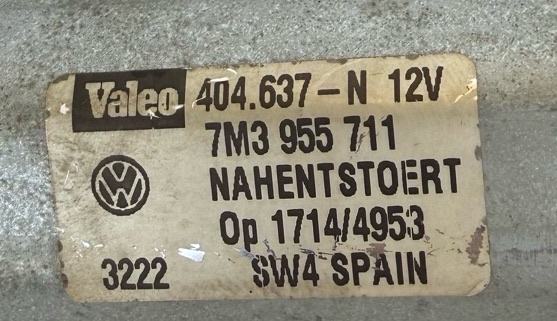 Valeo 404.637-N 12V
7M3 955 711
NAHENTSTOERT
Op 1714/4953
3222 SW4 SPAIN